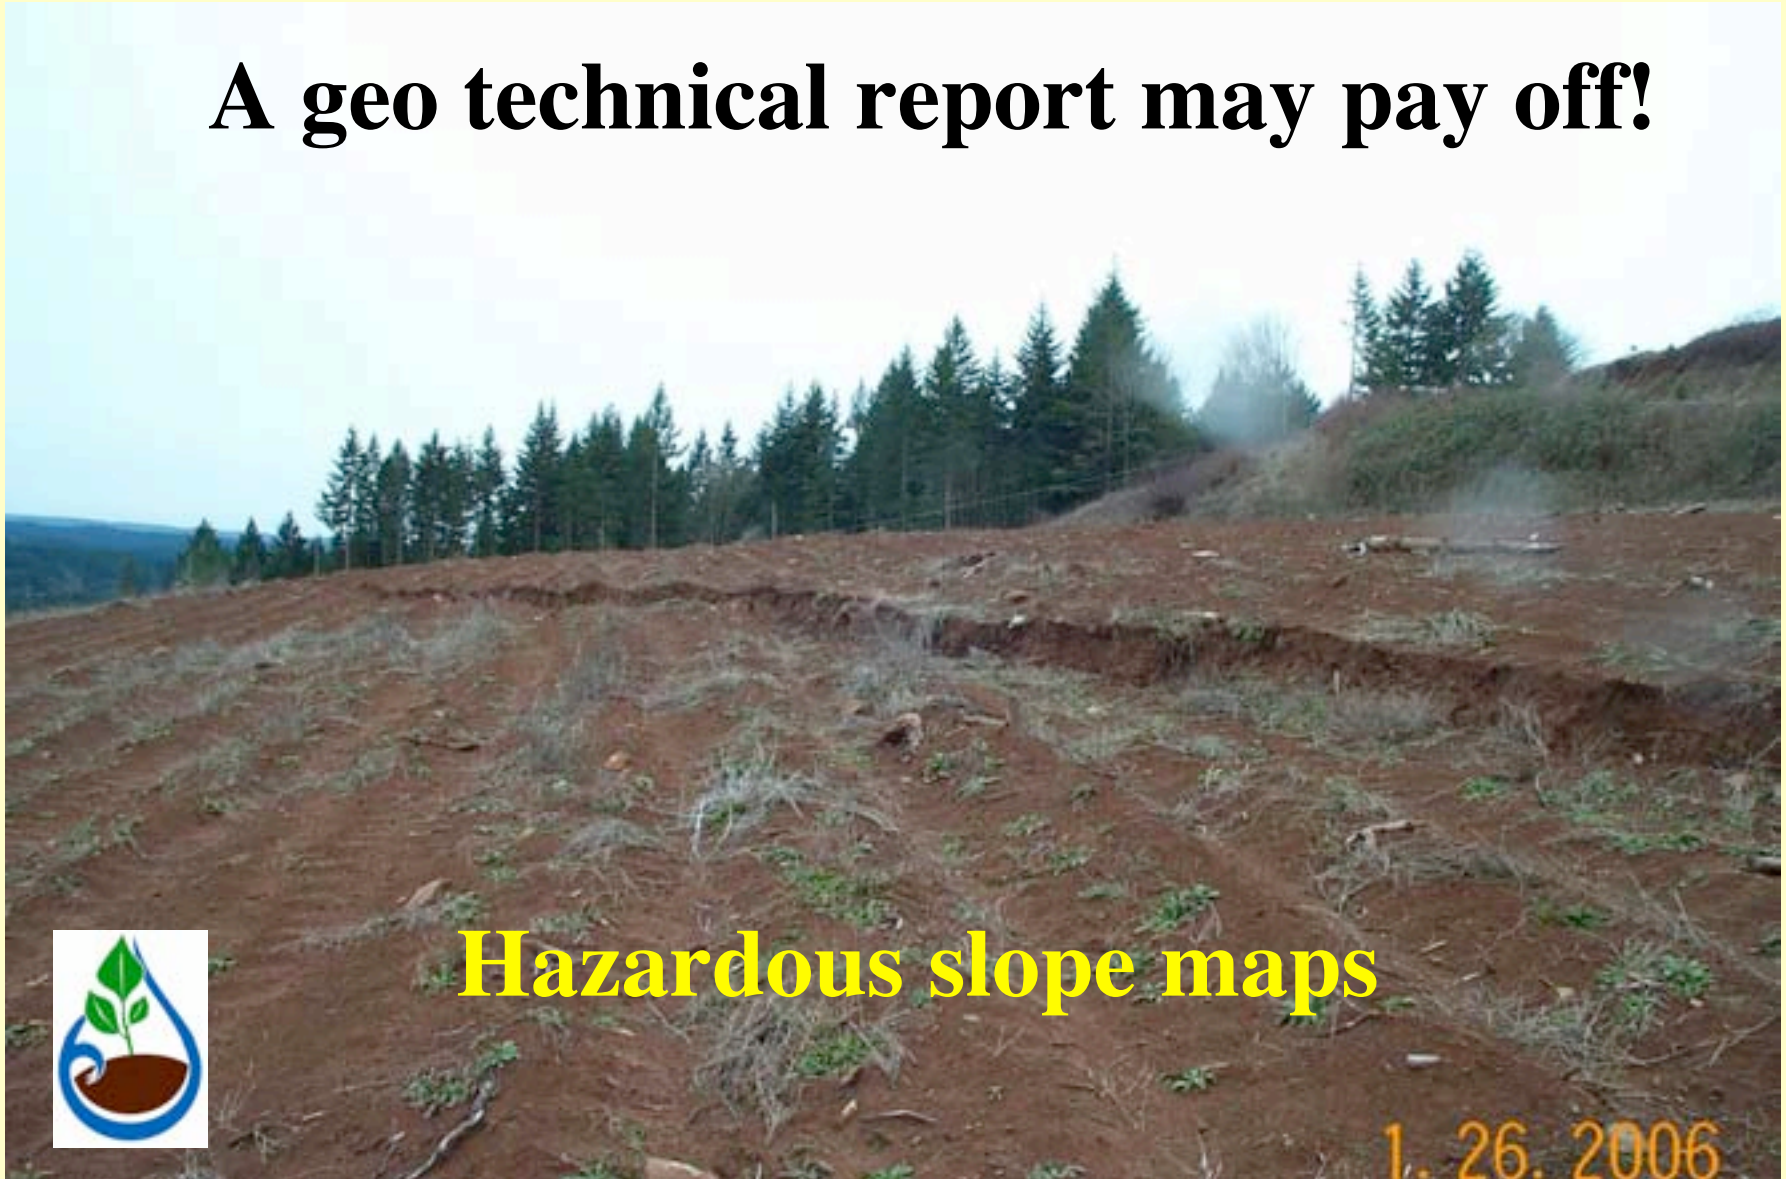 A geo technical report may pay off!
Hazardous slope maps
1. 26. 2006